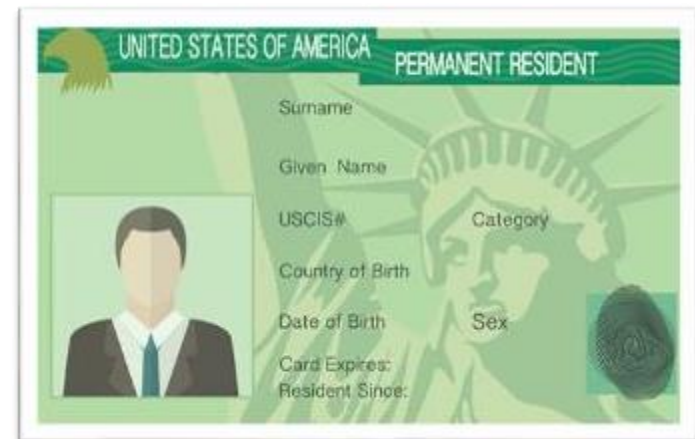 UNITED STATES OF AMERICA
PERMANENT RESIDENT
Surname
Given Name
USCIS# Category
Country of Birth
Date of Birth Sex
Card Expires:
Resident Since: